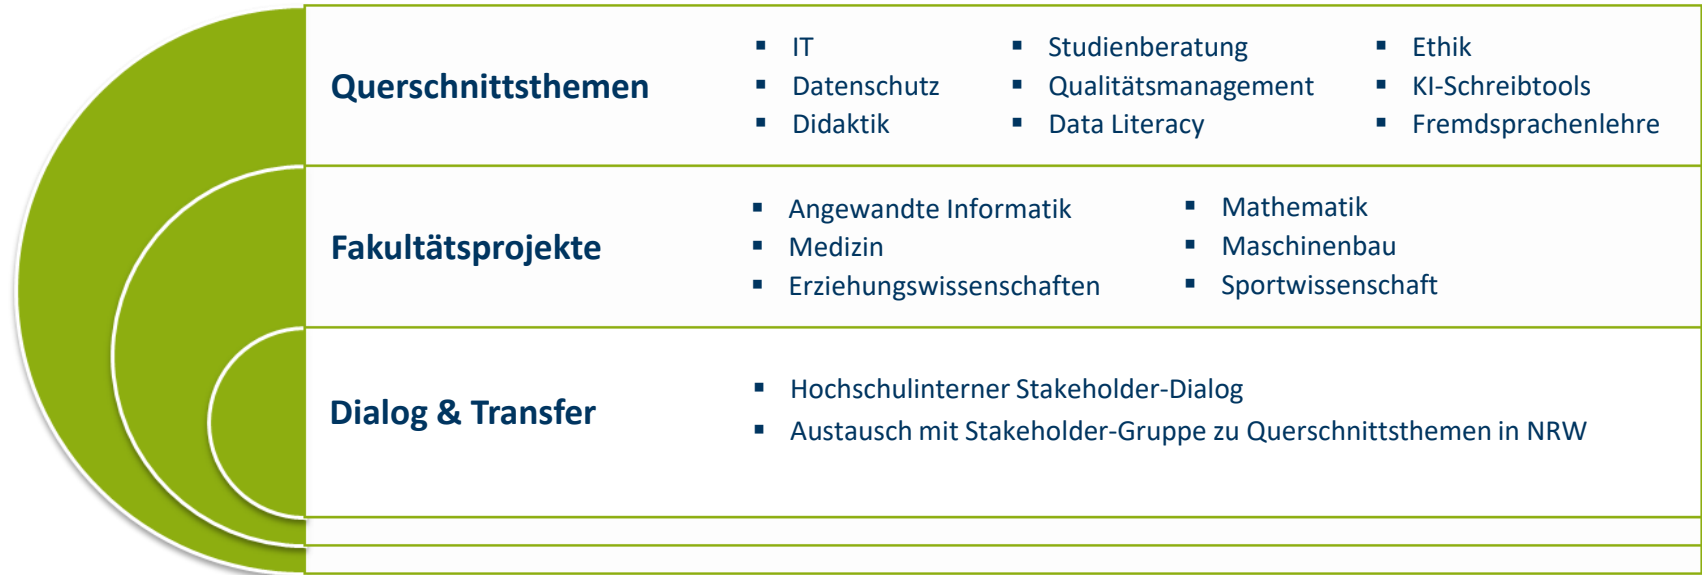 Querschnittsthemen
▪ IT
▪ Datenschutz
▪ Didaktik
▪ Studienberatung
▪ Qualitätsmanagement
▪ Data Literacy
▪ Ethik
▪ KI-Schreibtools
▪ Fremdsprachenlehre
Fakultätsprojekte
▪ Angewandte Informatik
▪ Medizin
▪ Erziehungswissenschaften
▪ Mathematik
▪ Maschinenbau
▪ Sportwissenschaft
Dialog & Transfer
▪ Hochschulinterner Stakeholder-Dialog
▪ Austausch mit Stakeholder-Gruppe zu Querschnittsthemen in NRW